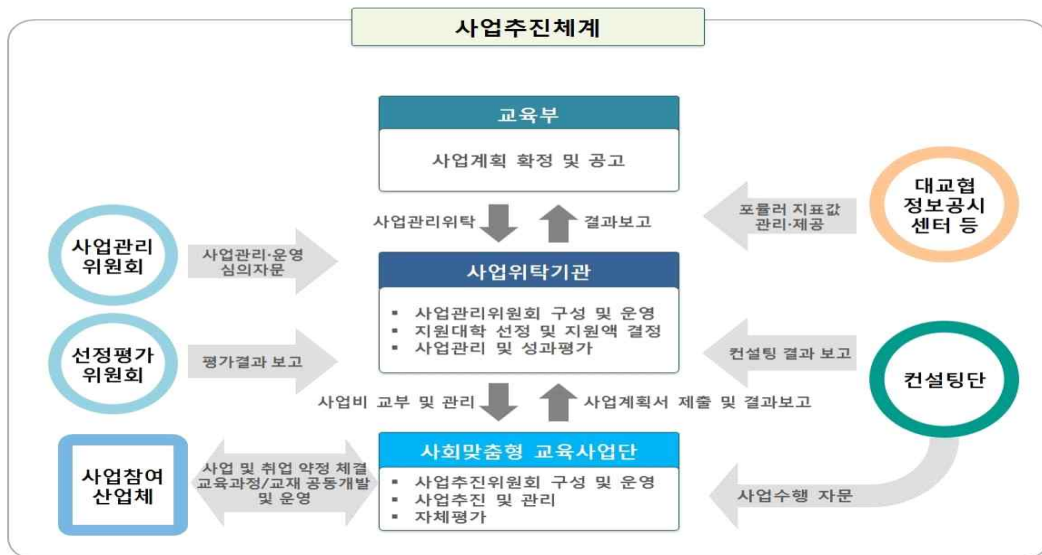 사업추진체계
교육부
사업계획 확정 및 공고
대교협
정보공시
센터 등
포뮬러 지표값
관리·제공
사업관리위탁
결과보고
사업관리
위원회
사업관리·운영
심의자문
사업위탁기관
▪ 사업관리위원회 구성 및 운영
▪ 지원대학 선정 및 지원액 결정
▪ 사업관리 및 성과평가
선정평가
위원회
평가결과 보고
컨설팅 결과 보고
컨설팅단
사업비 교부 및 관리
사업계획서 제출 및 결과보고
사업참여
산업체
사업 및 취업 약정 체결
교육과정/교재 공동개발
및 운영
사회맞춤형 교육사업단
▪ 사업추진위원회 구성 및 운영
▪ 사업추진 및 관리
▪ 자체평가
사업수행 자문